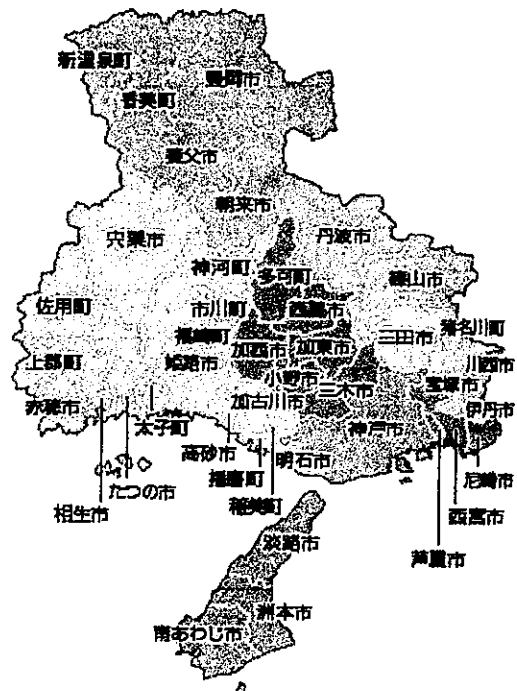 新温泉町
豊岡市
香美町
養父市
朝来市
宍粟市
丹波市
神河町
多可町
篠山市
佐用町
市川町
西脇市
猪名川町
福崎町
加西市
加東市
三田市
上郡町
姫路市
川西市
小野市
三木市
宝塚市
赤穂市
加古川市
伊丹市
太子町
神戸市
高砂市
明石市
播磨町
尼崎市
たつの市
稲美町
相生市
西宮市
芦屋市
淡路市
洲本市
南あわじ市